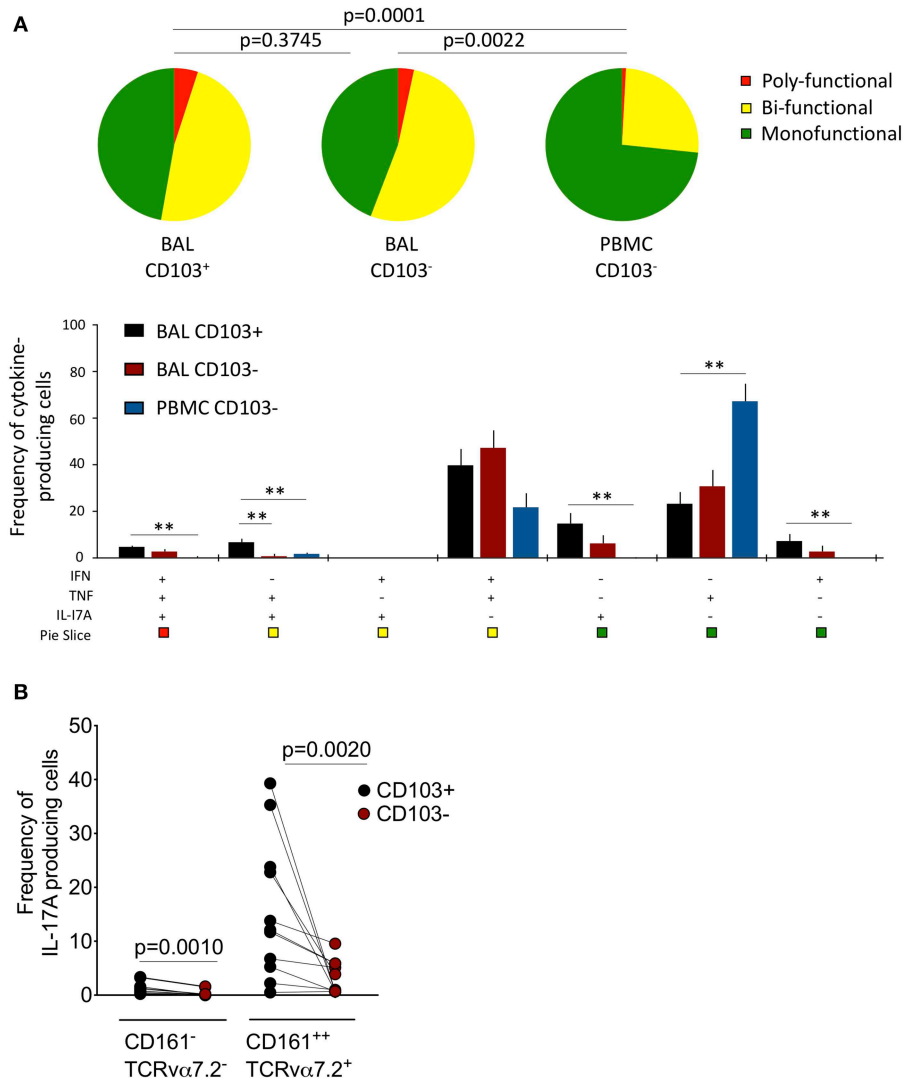 A
p=0.0001
p=0.3745
p=0.0022
Poly-functional
Bi-functional
Monofunctional
BAL
CD103⁺
BAL
CD103⁻
PBMC
CD103⁻
Frequency of cytokine-
producing cells
100
80
60
40
20
0
BAL CD103+
BAL CD103-
PBMC CD103-
**
**
**
**
**
**
IFN + - + + - - +
TNF + + - + - + -
IL-I7A + + + - + - -
Pie Slice
B
Frequency of
IL-17A producing cells
50
40
30
20
10
0
p=0.0020
CD103+
CD103-
p=0.0010
CD161⁻
TCRvα7.2⁻
CD161⁺⁺
TCRvα7.2⁺